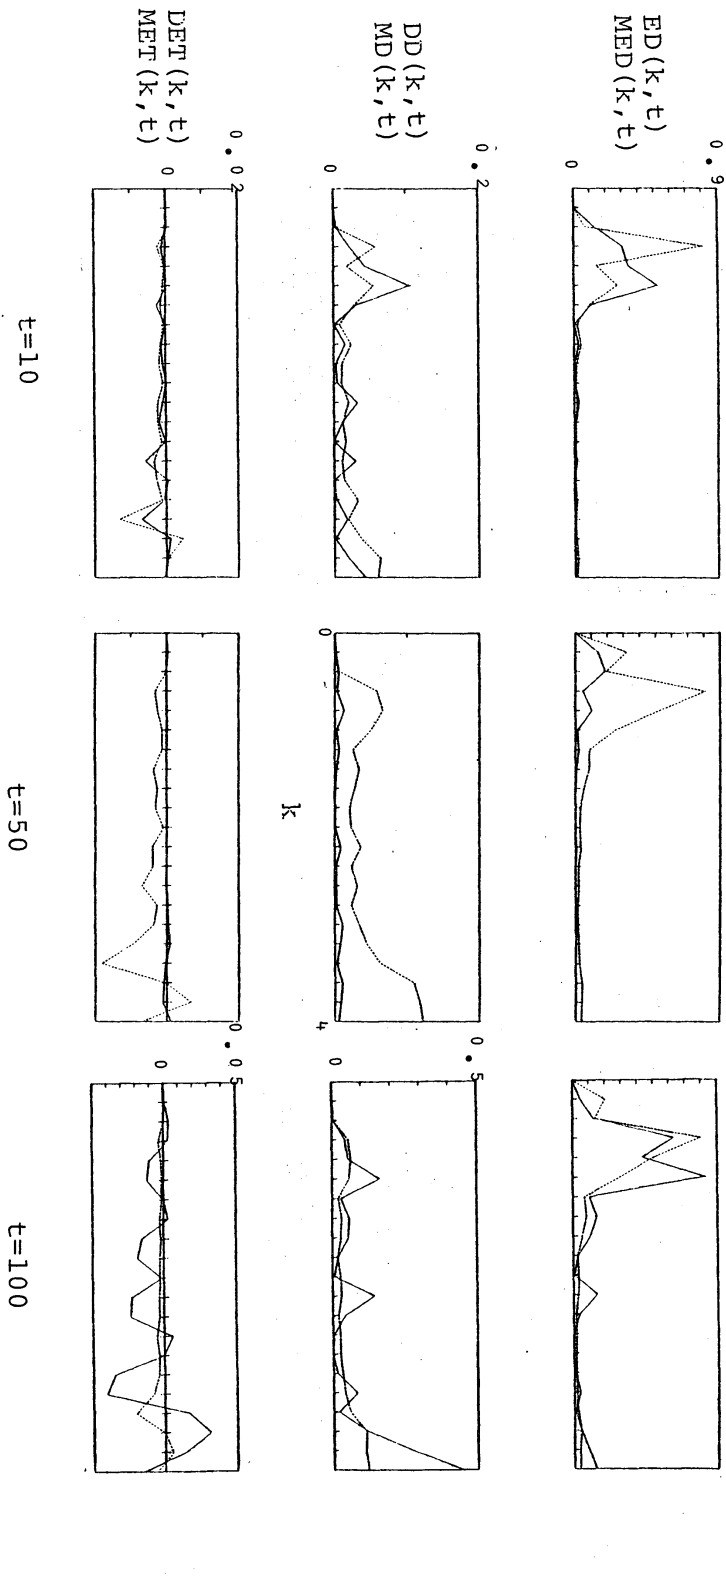 ED(k,t)
MED(k,t)
0.9
0
DD(k,t)
MD(k,t)
0.2
0
0.5
0
0
k
4
DET(k,t)
MET(k,t)
0.02
0
0.05
0
t=10
t=50
t=100